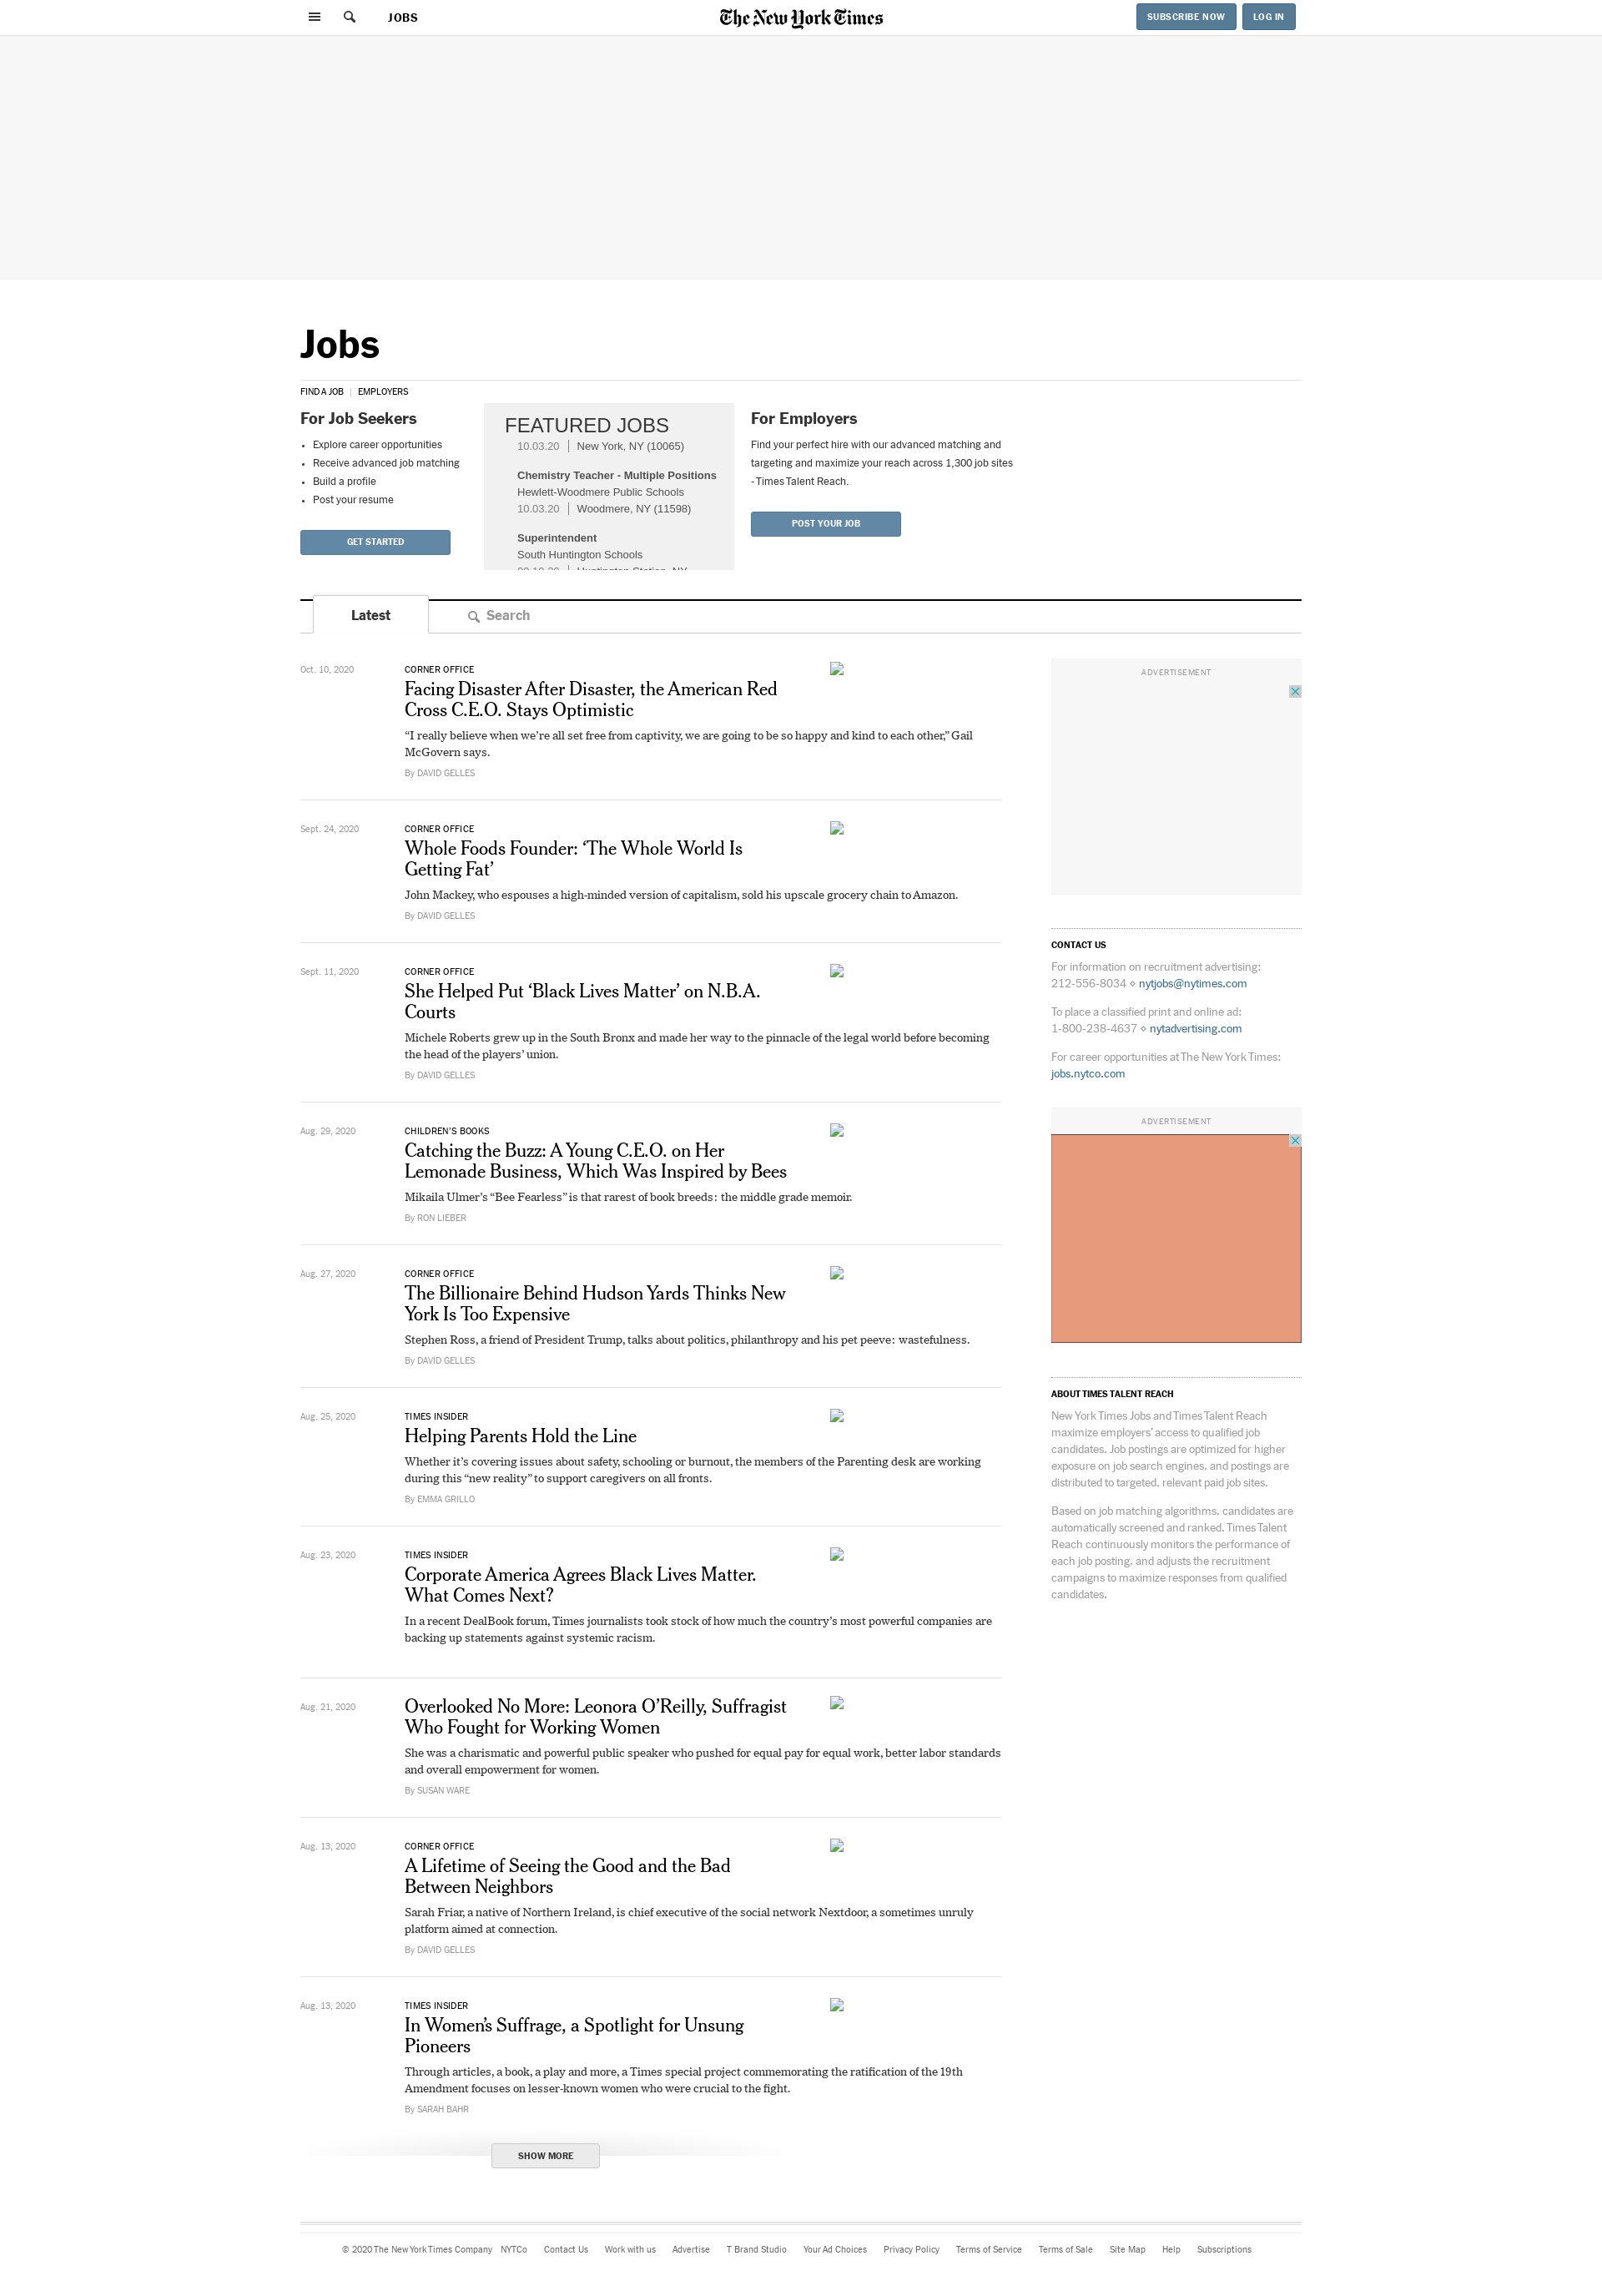 JOBS
The New York Times
SUBSCRIBE NOW
LOG IN
Jobs
FIND A JOB | EMPLOYERS
For Job Seekers
• Explore career opportunities
• Receive advanced job matching
• Build a profile
• Post your resume
GET STARTED
FEATURED JOBS
10.03.20 | New York, NY (10065)
Chemistry Teacher - Multiple Positions
Hewlett-Woodmere Public Schools
10.03.20 | Woodmere, NY (11598)
Superintendent
South Huntington Schools
For Employers
Find your perfect hire with our advanced matching and
targeting and maximize your reach across 1,300 job sites
- Times Talent Reach.
POST YOUR JOB
Latest
Search
Oct. 10, 2020
CORNER OFFICE
Facing Disaster After Disaster, the American Red
Cross C.E.O. Stays Optimistic
“I really believe when we’re all set free from captivity, we are going to be so happy and kind to each other,” Gail
McGovern says.
By DAVID GELLES
Sept. 24, 2020
CORNER OFFICE
Whole Foods Founder: ‘The Whole World Is
Getting Fat’
John Mackey, who espouses a high-minded version of capitalism, sold his upscale grocery chain to Amazon.
By DAVID GELLES
Sept. 11, 2020
CORNER OFFICE
She Helped Put ‘Black Lives Matter’ on N.B.A.
Courts
Michele Roberts grew up in the South Bronx and made her way to the pinnacle of the legal world before becoming
the head of the players’ union.
By DAVID GELLES
Aug. 29, 2020
CHILDREN’S BOOKS
Catching the Buzz: A Young C.E.O. on Her
Lemonade Business, Which Was Inspired by Bees
Mikaila Ulmer’s “Bee Fearless” is that rarest of book breeds: the middle grade memoir.
By RON LIEBER
Aug. 27, 2020
CORNER OFFICE
The Billionaire Behind Hudson Yards Thinks New
York Is Too Expensive
Stephen Ross, a friend of President Trump, talks about politics, philanthropy and his pet peeve: wastefulness.
By DAVID GELLES
Aug. 25, 2020
TIMES INSIDER
Helping Parents Hold the Line
Whether it’s covering issues about safety, schooling or burnout, the members of the Parenting desk are working
during this “new reality” to support caregivers on all fronts.
By EMMA GRILLO
Aug. 23, 2020
TIMES INSIDER
Corporate America Agrees Black Lives Matter.
What Comes Next?
In a recent DealBook forum, Times journalists took stock of how much the country’s most powerful companies are
backing up statements against systemic racism.
Aug. 21, 2020
Overlooked No More: Leonora O’Reilly, Suffragist
Who Fought for Working Women
She was a charismatic and powerful public speaker who pushed for equal pay for equal work, better labor standards
and overall empowerment for women.
By SUSAN WARE
Aug. 13, 2020
CORNER OFFICE
A Lifetime of Seeing the Good and the Bad
Between Neighbors
Sarah Friar, a native of Northern Ireland, is chief executive of the social network Nextdoor, a sometimes unruly
platform aimed at connection.
By DAVID GELLES
Aug. 13, 2020
TIMES INSIDER
In Women’s Suffrage, a Spotlight for Unsung
Pioneers
Through articles, a book, a play and more, a Times special project commemorating the ratification of the 19th
Amendment focuses on lesser-known women who were crucial to the fight.
By SARAH BAHR
SHOW MORE
ADVERTISEMENT
CONTACT US
For information on recruitment advertising:
212-556-8034 ⋄ nytjobs@nytimes.com
To place a classified print and online ad:
1-800-238-4637 ⋄ nytadvertising.com
For career opportunities at The New York Times:
jobs.nytco.com
ADVERTISEMENT
ABOUT TIMES TALENT REACH
New York Times Jobs and Times Talent Reach
maximize employers’ access to qualified job
candidates. Job postings are optimized for higher
exposure on job search engines, and postings are
distributed to targeted, relevant paid job sites.
Based on job matching algorithms, candidates are
automatically screened and ranked. Times Talent
Reach continuously monitors the performance of
each job posting, and adjusts the recruitment
campaigns to maximize responses from qualified
candidates.
© 2020 The New York Times Company NYTCo Contact Us Work with us Advertise T Brand Studio Your Ad Choices Privacy Policy Terms of Service Terms of Sale Site Map Help Subscriptions